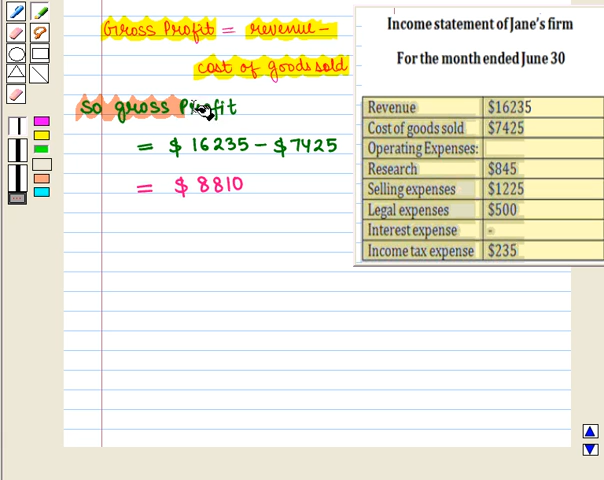 Gross Profit = revenue -
cost of goods sold
So gross Profit
= $ 16235 - $ 7425
= $ 8810
Income statement of Jane's firm
For the month ended June 30
Revenue $16235
Cost of goods sold $7425
Operating Expenses:
Research $845
Selling expenses $1225
Legal expenses $500
Interest expense -
Income tax expense $235